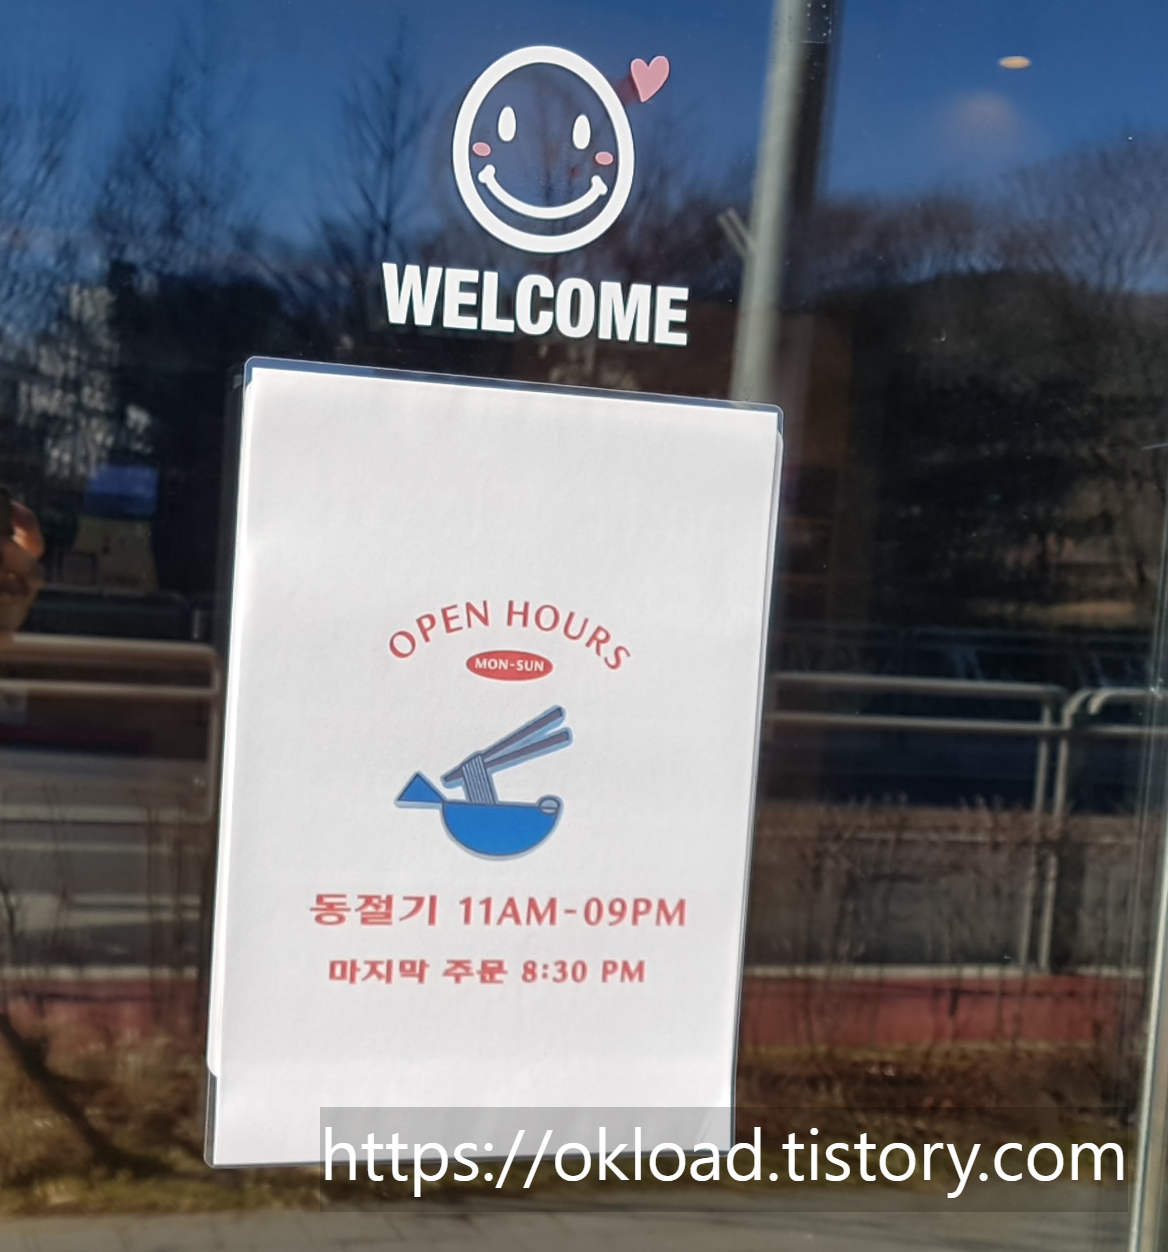 WELCOME
OPEN HOURS
MON-SUN
동절기 11AM-09PM
마지막 주문 8:30 PM
https://okload.tistory.com